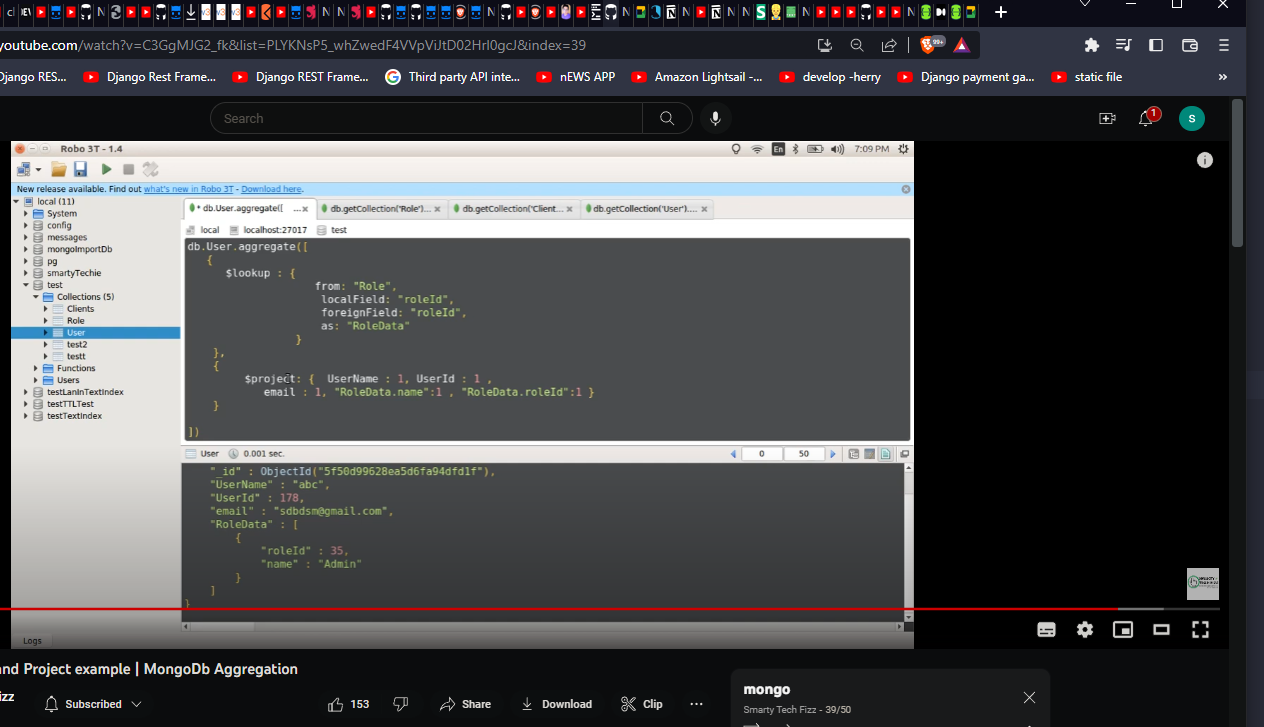 youtube.com/watch?v=C3GgMJG2_fk&list=PLYKNsP5_whZwedF4VVpViJtD02HrI0gcJ&index=39
99+
Django RES...
Django Rest Frame...
Django REST Frame...
Third party API inte...
nEWS APP
Amazon Lightsail -...
develop -herry
Django payment ga...
static file
»
Search
1
S
Robo 3T - 1.4
En
7:09 PM
New release available. Find out what's new in Robo 3T - Download here.
local (11)
System
config
messages
mongoImportDb
pg
smartyTechie
test
Collections (5)
Clients
Role
User
test2
testt
Functions
Users
testLanInTextIndex
testTTLTest
testTextIndex
Logs
* db.User.aggregate([ ...
db.getCollection('Role')...
db.getCollection('Client...
db.getCollection('User')....
local
localhost:27017
test
db.User.aggregate([
{
$lookup : {
from: "Role",
localField: "roleId",
foreignField: "roleId",
as: "RoleData"
}
},
{
$project: { UserName : 1, UserId : 1 ,
email : 1, "RoleData.name":1 , "RoleData.roleId":1 }
}
])
User
0.001 sec.
0
50
"_id" : ObjectId("5f50d99628ea5d6fa94dfd1f"),
"UserName" : "abc",
"UserId" : 178,
"email" : "sdbdsm@gmail.com",
"RoleData" : [
{
"roleId" : 35,
"name" : "Admin"
}
]
}
and Project example | MongoDb Aggregation
izz
Subscribed
153
Share
Download
Clip
...
mongo
Smarty Tech Fizz - 39/50